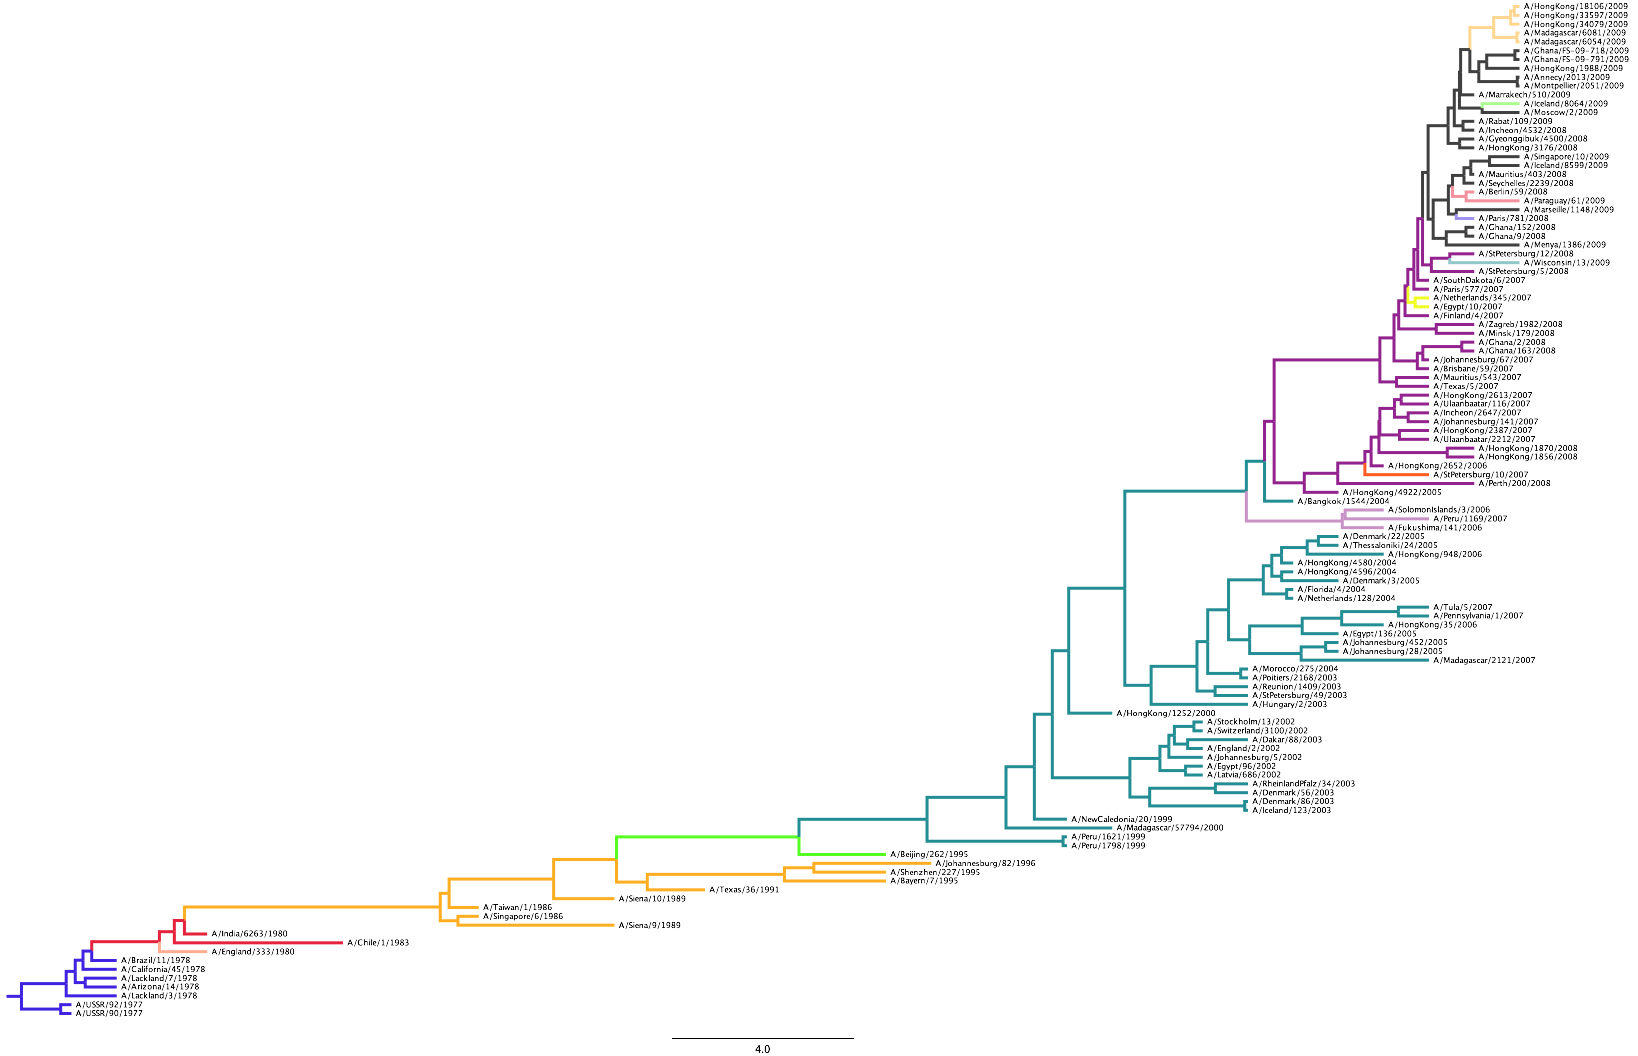 A/HongKong/18106/2009
A/HongKong/33597/2009
A/HongKong/34079/2009
A/Madagascar/6081/2009
A/Madagascar/6054/2009
A/Ghana/FS-09-718/2009
A/Ghana/FS-09-791/2009
A/HongKong/1988/2009
A/Annecy/2013/2009
A/Montpellier/2051/2009
A/Marrakech/510/2009
A/Iceland/8064/2009
A/Moscow/2/2009
A/Rabat/109/2009
A/Incheon/4532/2008
A/Gyeonggibuk/4500/2008
A/HongKong/3176/2008
A/Singapore/10/2009
A/Iceland/8599/2009
A/Mauritius/403/2008
A/Seychelles/2239/2008
A/Berlin/59/2008
A/Paraguay/61/2009
A/Marseille/1148/2009
A/Paris/781/2008
A/Ghana/152/2008
A/Ghana/9/2008
A/Menya/1386/2009
A/StPetersburg/12/2008
A/Wisconsin/13/2009
A/StPetersburg/5/2008
A/SouthDakota/6/2007
A/Paris/577/2007
A/Netherlands/345/2007
A/Egypt/10/2007
A/Finland/4/2007
A/Zagreb/1982/2008
A/Minsk/179/2008
A/Ghana/2/2008
A/Ghana/163/2008
A/Johannesburg/67/2007
A/Brisbane/59/2007
A/Mauritius/543/2007
A/Texas/5/2007
A/HongKong/2613/2007
A/Ulaanbaatar/116/2007
A/Incheon/2647/2007
A/Johannesburg/141/2007
A/HongKong/2387/2007
A/Ulaanbaatar/2212/2007
A/HongKong/1870/2008
A/HongKong/1856/2008
A/HongKong/2652/2006
A/StPetersburg/10/2007
A/Perth/200/2008
A/HongKong/4922/2005
A/Bangkok/1544/2004
A/SolomonIslands/3/2006
A/Peru/1169/2007
A/Fukushima/141/2006
A/Denmark/22/2005
A/Thessaloniki/24/2005
A/HongKong/948/2006
A/HongKong/4580/2004
A/HongKong/4596/2004
A/Denmark/3/2005
A/Florida/4/2004
A/Netherlands/128/2004
A/Tula/5/2007
A/Pennsylvania/1/2007
A/HongKong/35/2006
A/Egypt/136/2005
A/Johannesburg/452/2005
A/Johannesburg/28/2005
A/Madagascar/2121/2007
A/Morocco/275/2004
A/Poitiers/2168/2003
A/Reunion/1409/2003
A/StPetersburg/49/2003
A/Hungary/2/2003
A/HongKong/1252/2000
A/Stockholm/13/2002
A/Switzerland/3100/2002
A/Dakar/88/2003
A/England/2/2002
A/Johannesburg/5/2002
A/Egypt/96/2002
A/Latvia/686/2002
A/RheinlandPfalz/34/2003
A/Denmark/56/2003
A/Denmark/86/2003
A/Iceland/123/2003
A/NewCaledonia/20/1999
A/Madagascar/57794/2000
A/Peru/1621/1999
A/Peru/1798/1999
A/Beijing/262/1995
A/Johannesburg/82/1996
A/Shenzhen/227/1995
A/Bayern/7/1995
A/Texas/36/1991
A/Siena/10/1989
A/Taiwan/1/1986
A/Singapore/6/1986
A/Siena/9/1989
A/India/6263/1980
A/Chile/1/1983
A/England/333/1980
A/Brazil/11/1978
A/California/45/1978
A/Lackland/7/1978
A/Arizona/14/1978
A/Lackland/3/1978
A/USSR/92/1977
A/USSR/90/1977
4.0